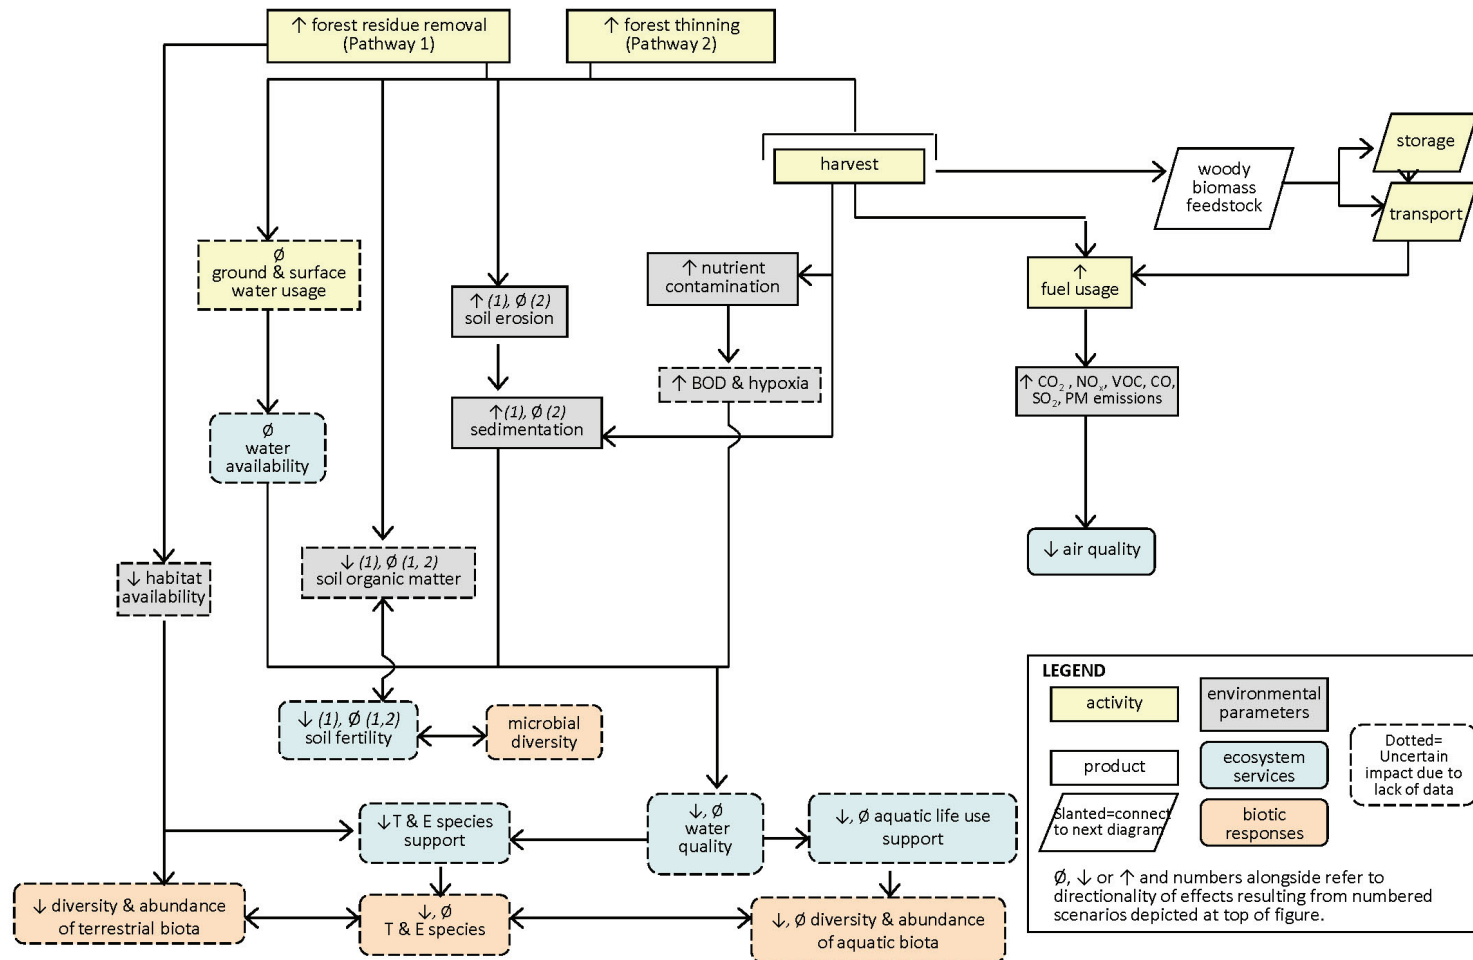 ↑ forest residue removal
(Pathway 1)
↑ forest thinning
(Pathway 2)
harvest
woody
biomass
feedstock
storage
transport
Ø
ground & surface
water usage
↑ (1), Ø (2)
soil erosion
↑ nutrient
contamination
↑
fuel usage
↑ BOD & hypoxia
↑ CO₂ , NOₓ, VOC, CO,
SO₂, PM emissions
↑(1), Ø (2)
sedimentation
Ø
water
availability
↓ air quality
↓ habitat
availability
↓ (1), Ø (1, 2)
soil organic matter
↓ (1), Ø (1,2)
soil fertility
microbial
diversity
↓T & E species
support
↓, Ø
water
quality
↓, Ø aquatic life use
support
↓ diversity & abundance
of terrestrial biota
↓, Ø
T & E species
↓, Ø diversity & abundance
of aquatic biota
LEGEND
activity
environmental
parameters
product
ecosystem
services
Slanted=connect
to next diagram
biotic
responses
Dotted=
Uncertain
impact due to
lack of data
Ø, ↓ or ↑ and numbers alongside refer to
directionality of effects resulting from numbered
scenarios depicted at top of figure.